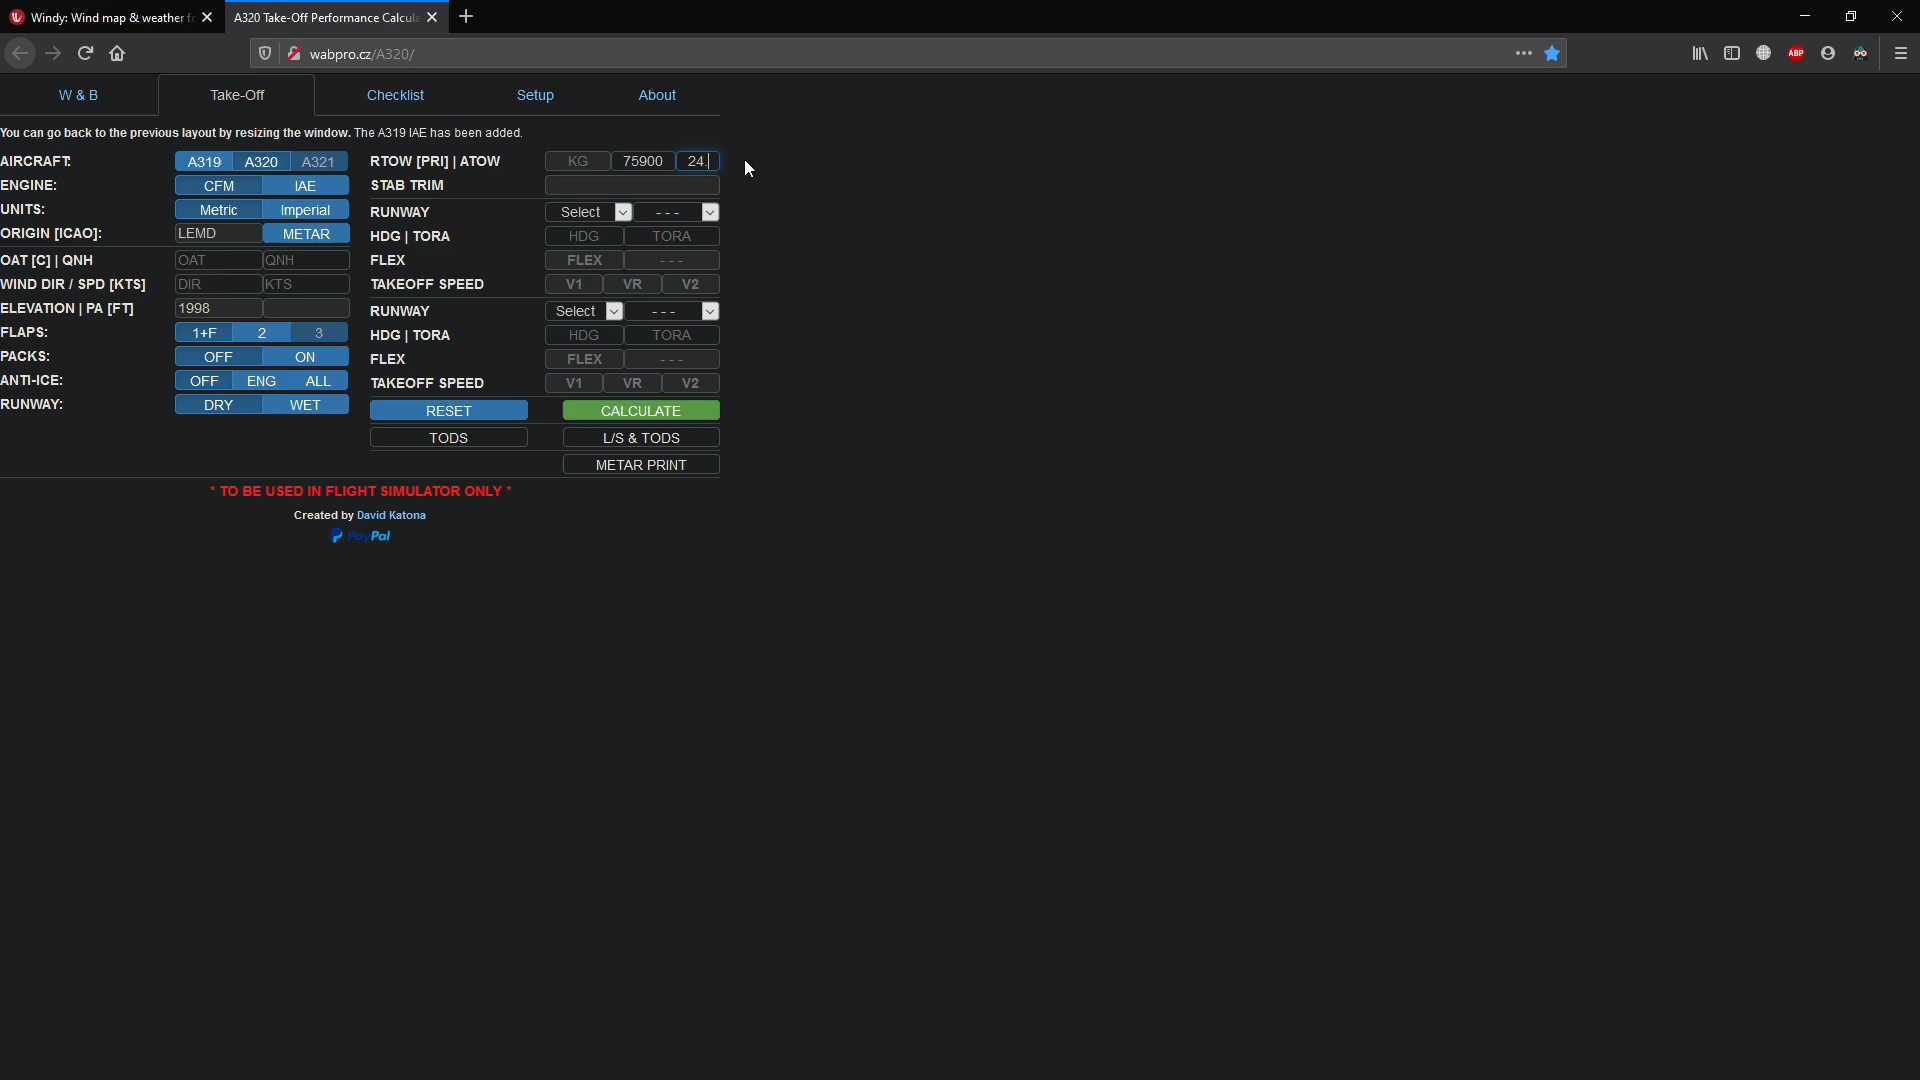 Windy: Wind map & weather fo
A320 Take-Off Performance Calcula
wabpro.cz/A320/
ABP
W & B
Take-Off
Checklist
Setup
About
You can go back to the previous layout by resizing the window. The A319 IAE has been added.
AIRCRAFT: A319 A320 A321
ENGINE: CFM IAE
UNITS: Metric Imperial
ORIGIN [ICAO]: LEMD METAR
OAT [C] | QNH OAT QNH
WIND DIR / SPD [KTS] DIR KTS
ELEVATION | PA [FT] 1998
FLAPS: 1+F 2 3
PACKS: OFF ON
ANTI-ICE: OFF ENG ALL
RUNWAY: DRY WET
RTOW [PRI] | ATOW KG 75900 24.
STAB TRIM
RUNWAY Select - - -
HDG | TORA HDG TORA
FLEX FLEX - - -
TAKEOFF SPEED V1 VR V2
RUNWAY Select - - -
HDG | TORA HDG TORA
FLEX FLEX - - -
TAKEOFF SPEED V1 VR V2
RESET CALCULATE
TODS L/S & TODS
METAR PRINT
* TO BE USED IN FLIGHT SIMULATOR ONLY *
Created by David Katona
PayPal